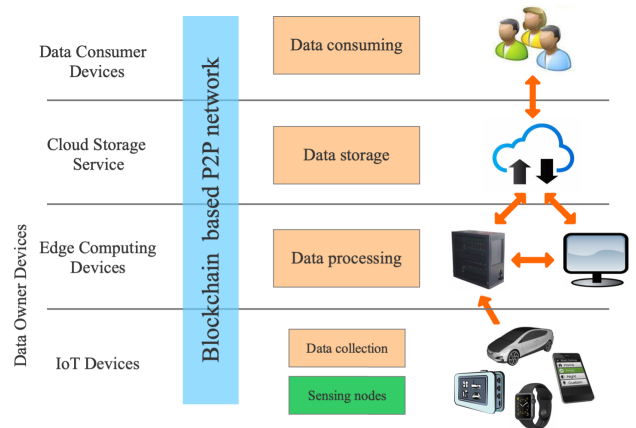 Data Consumer
Devices
Data consuming
Cloud Storage
Service
Data storage
Edge Computing
Devices
Data processing
IoT Devices
Data collection
Sensing nodes
Data Owner Devices
Blockchain based P2P network